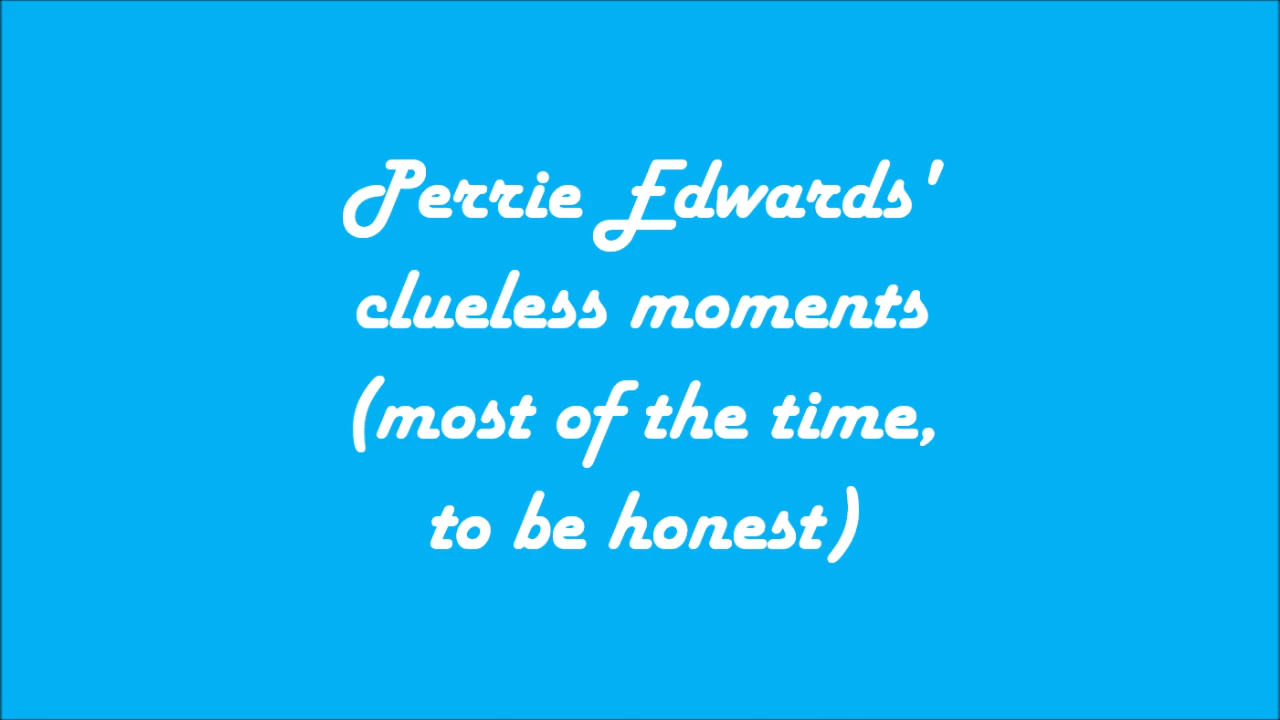 Perrie Edwards'
clueless moments
(most of the time,
to be honest)